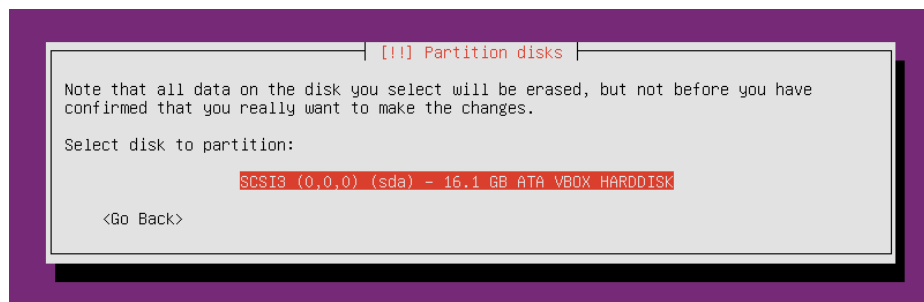 [!!] Partition disks
Note that all data on the disk you select will be erased, but not before you have
confirmed that you really want to make the changes.
Select disk to partition:
SCSI3 (0,0,0) (sda) - 16.1 GB ATA VBOX HARDDISK
<Go Back>